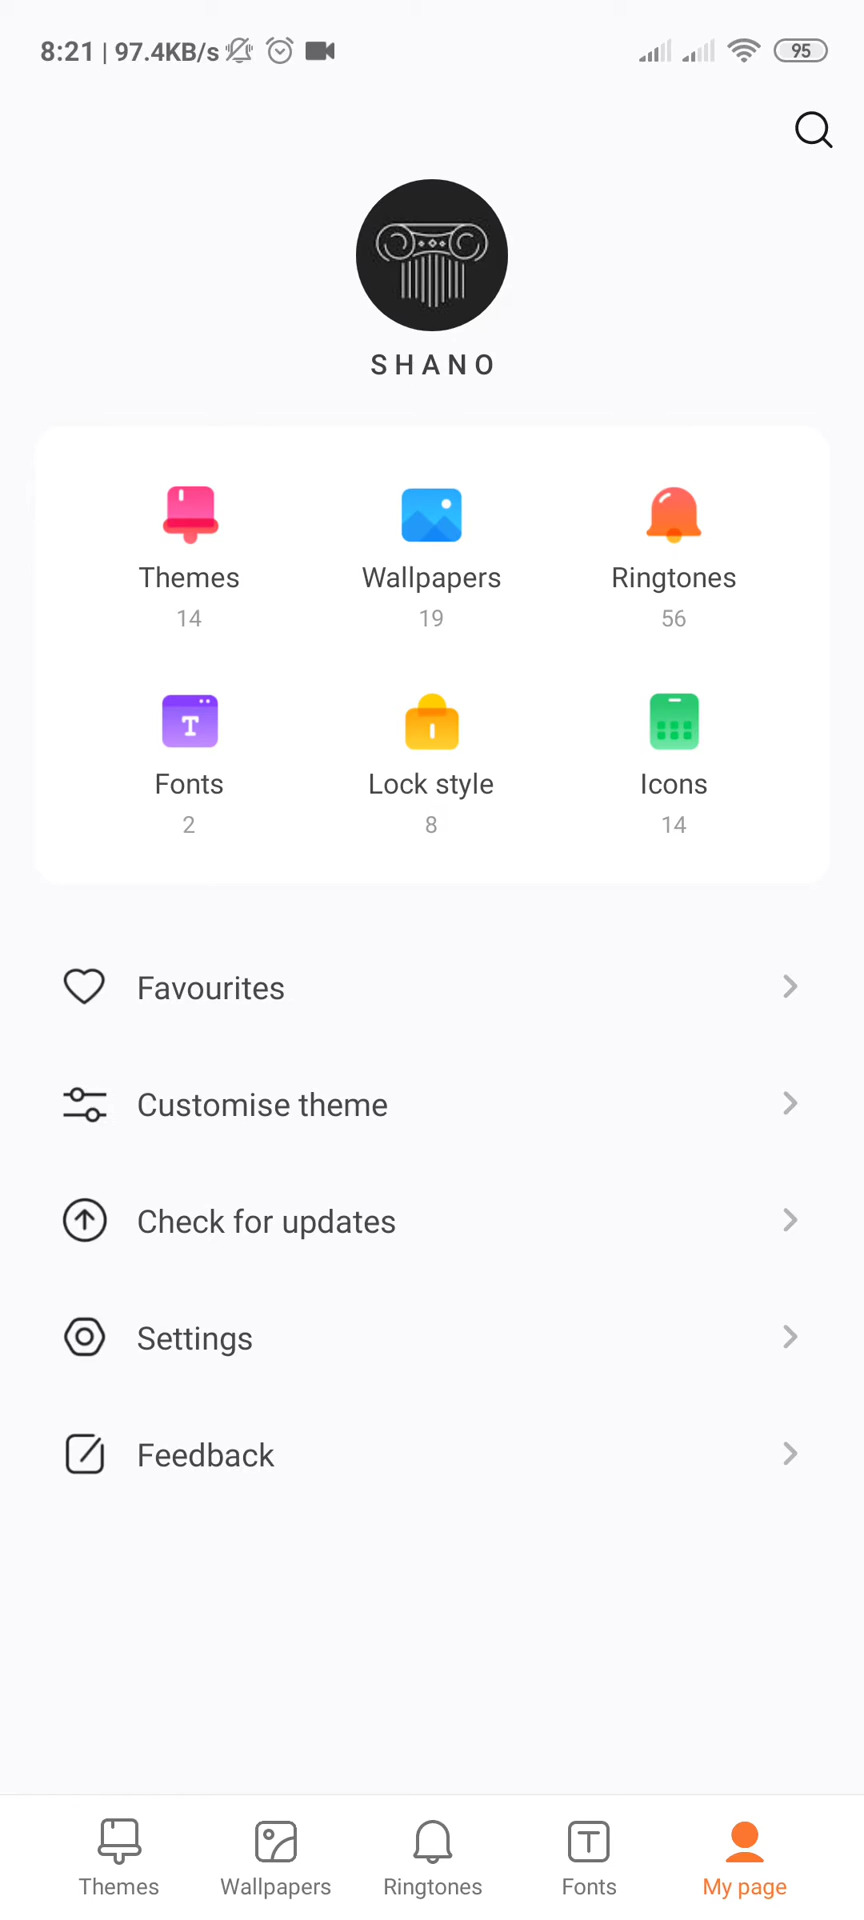 8:21 | 97.4KB/s 95
SHANO
Themes Wallpapers Ringtones
14 19 56
T
Fonts Lock style Icons
2 8 14
Favourites
Customise theme
Check for updates
Settings
Feedback
T
Themes Wallpapers Ringtones Fonts My page